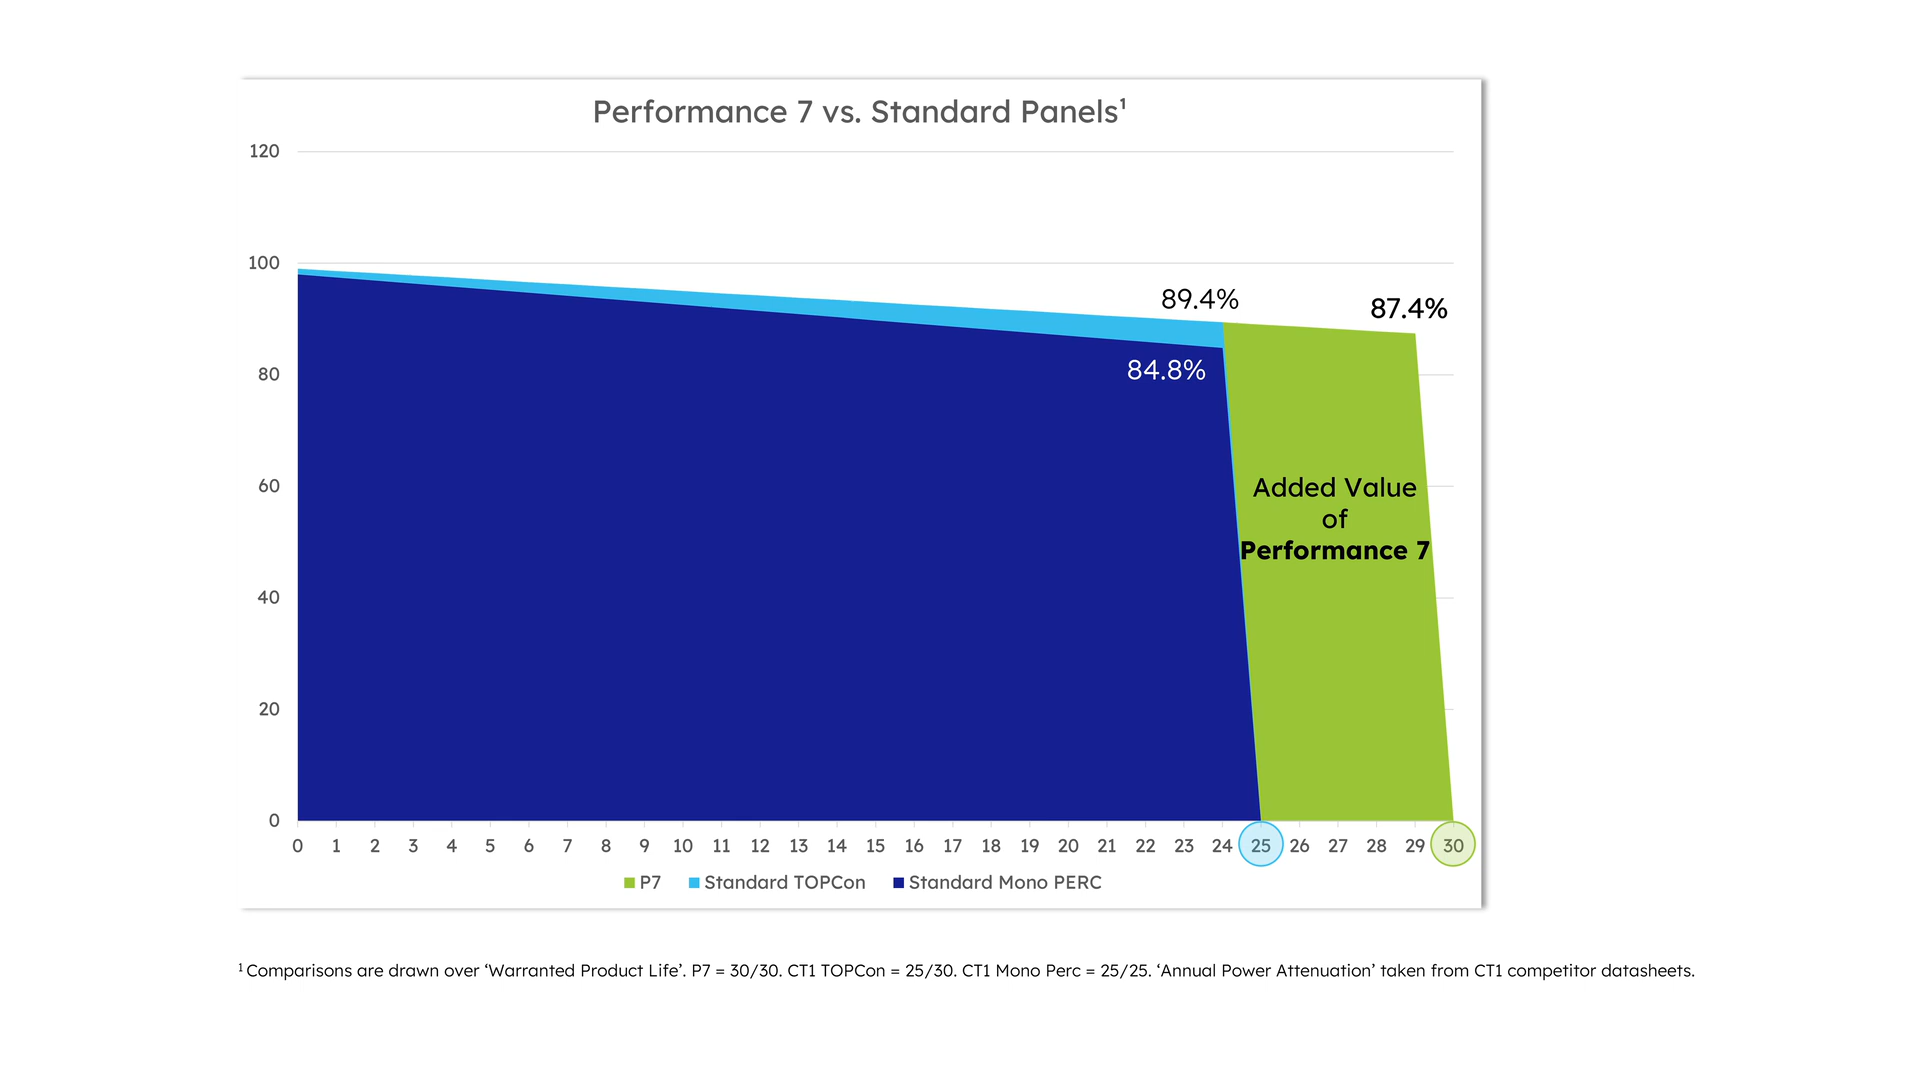 Performance 7 vs. Standard Panels¹
120
100
80
60
40
20
0
89.4%
87.4%
84.8%
Added Value
of
Performance 7
0 1 2 3 4 5 6 7 8 9 10 11 12 13 14 15 16 17 18 19 20 21 22 23 24 25 26 27 28 29 30
P7 Standard TOPCon Standard Mono PERC
¹ Comparisons are drawn over ‘Warranted Product Life’. P7 = 30/30. CT1 TOPCon = 25/30. CT1 Mono Perc = 25/25. ‘Annual Power Attenuation’ taken from CT1 competitor datasheets.